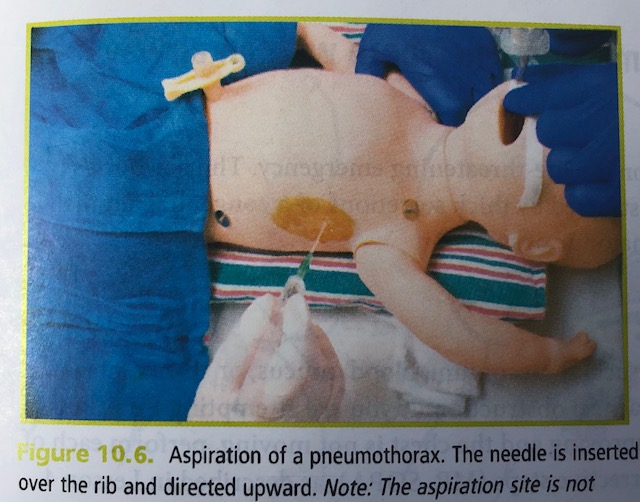 Figure 10.6. Aspiration of a pneumothorax. The needle is inserted
over the rib and directed upward. Note: The aspiration site is not